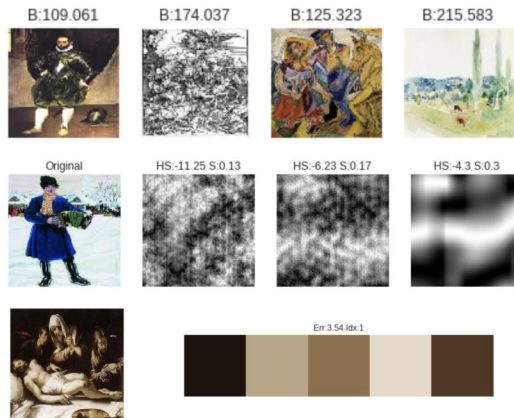 B:109.061 B:174.037 B:125.323 B:215.583
Original HS:-11.25 S:0.13 HS:-6.23 S:0.17 HS:-4.3 S:0.3
Err:3.54 Idx:1